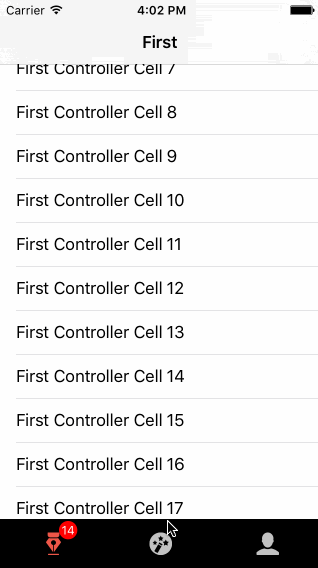 Carrier 4:02 PM
First
First Controller Cell 7
First Controller Cell 8
First Controller Cell 9
First Controller Cell 10
First Controller Cell 11
First Controller Cell 12
First Controller Cell 13
First Controller Cell 14
First Controller Cell 15
First Controller Cell 16
First Controller Cell 17
14